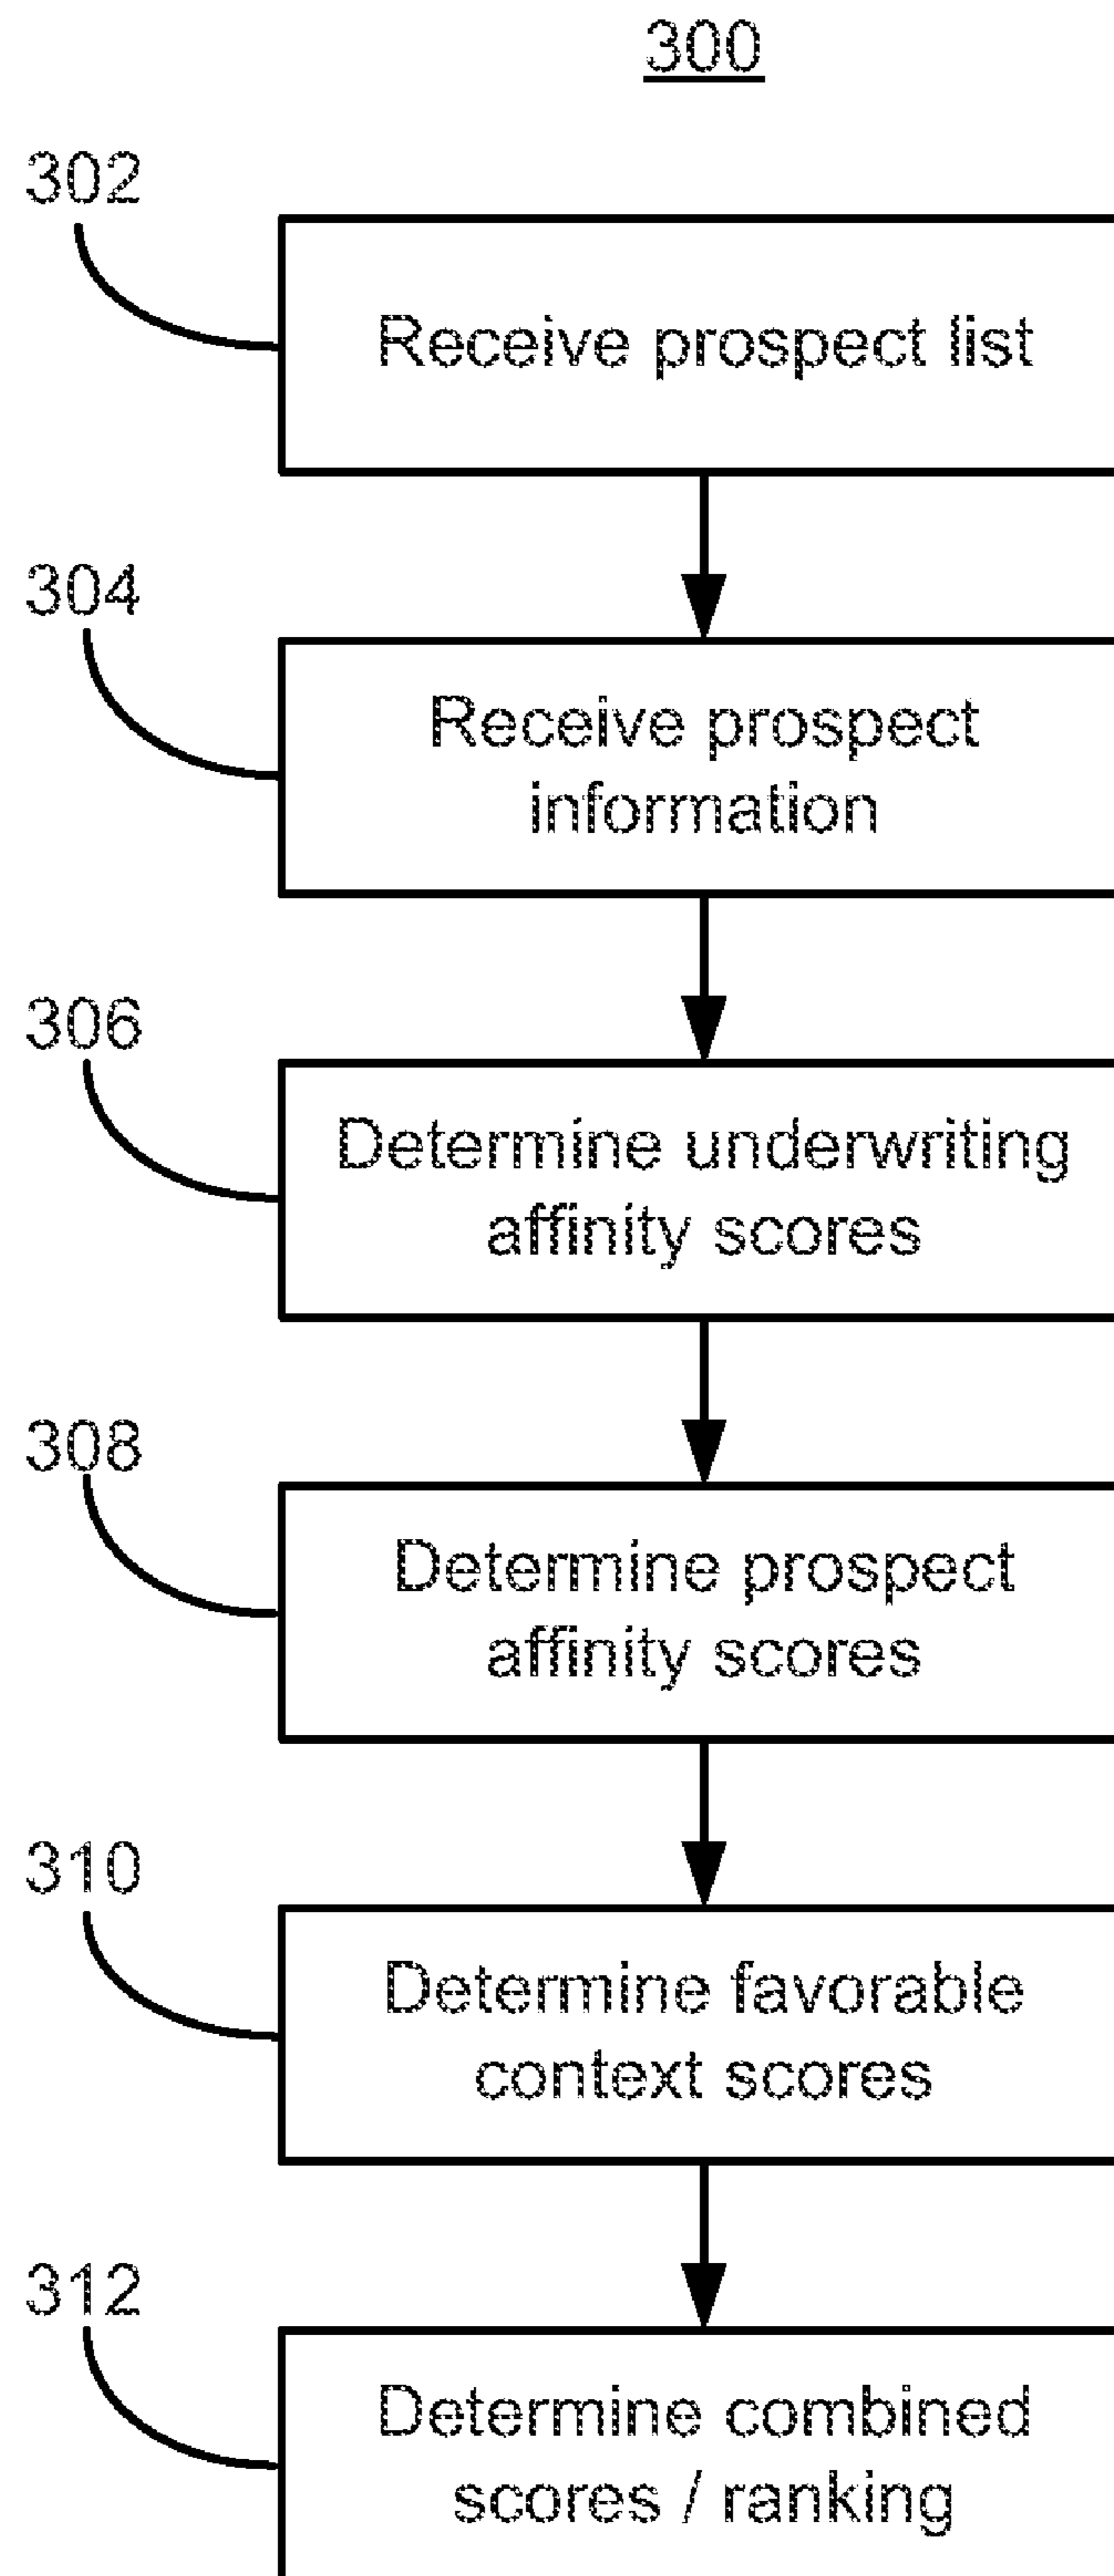 300
302
Receive prospect list
304
Receive prospect
information
306
Determine underwriting
affinity scores
308
Determine prospect
affinity scores
310
Determine favorable
context scores
312
Determine combined
scores / ranking